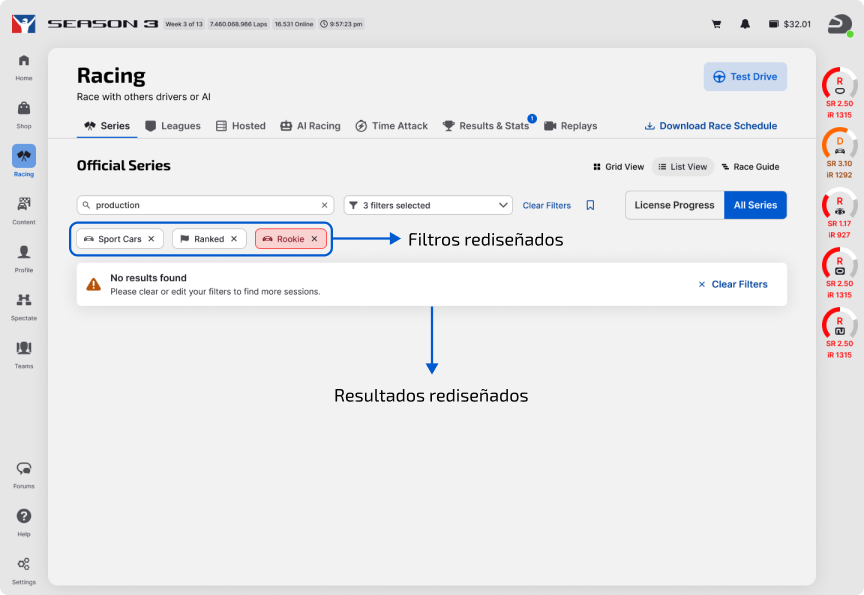 SEASON 3 Week 3 of 13 7.460.068.966 Laps 16.531 Online 9:57:23 pm $32.01
Home
Shop
Racing
Content
Profile
Spectate
Teams
Forums
Help
Settings
Racing
Race with others drivers or AI
Test Drive
Series Leagues Hosted AI Racing Time Attack Results & Stats 1 Replays Download Race Schedule
Official Series
Grid View List View Race Guide
production 3 filters selected Clear Filters License Progress All Series
Sport Cars Ranked Rookie
Filtros rediseñados
No results found
Please clear or edit your filters to find more sessions.
Clear Filters
Resultados rediseñados
R
SR 2.50
iR 1315
D
SR 3.10
iR 1292
R
SR 1.17
iR 927
R
SR 2.50
iR 1315
R
SR 2.50
iR 1315